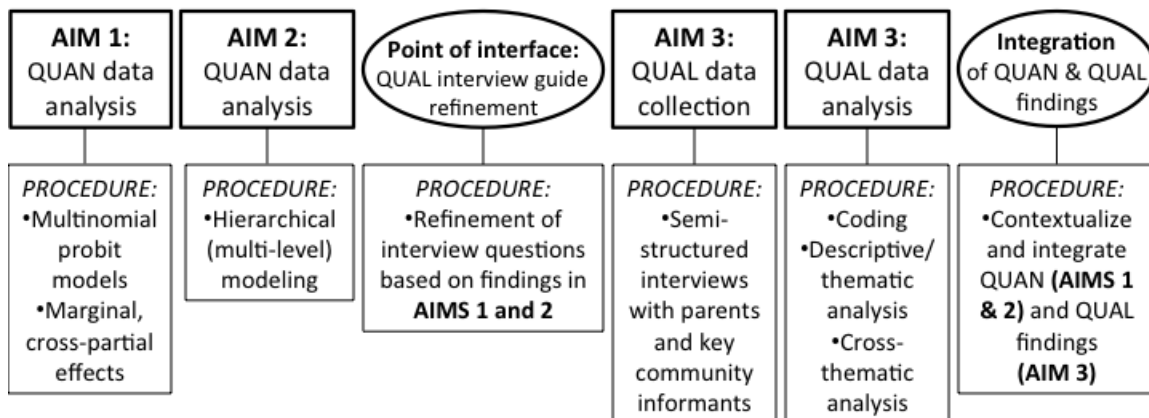 AIM 1:
QUAN data
analysis
AIM 2:
QUAN data
analysis
Point of interface:
QUAL interview guide
refinement
AIM 3:
QUAL data
collection
AIM 3:
QUAL data
analysis
Integration
of QUAN & QUAL
findings
PROCEDURE:
•Multinomial
probit
models
•Marginal,
cross-partial
effects
PROCEDURE:
•Hierarchical
(multi-level)
modeling
PROCEDURE:
•Refinement of
interview questions
based on findings in
AIMS 1 and 2
PROCEDURE:
•Semi-
structured
interviews
with parents
and key
community
informants
PROCEDURE:
•Coding
•Descriptive/
thematic
analysis
•Cross-
thematic
analysis
PROCEDURE:
•Contextualize
and integrate
QUAN (AIMS 1
& 2) and QUAL
findings
(AIM 3)